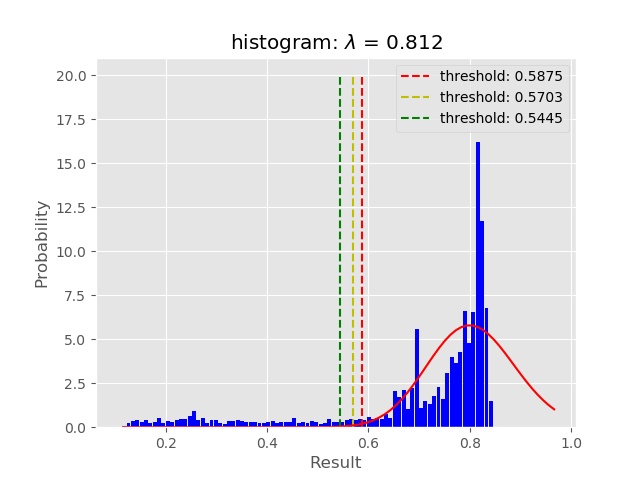 histogram: λ = 0.812
threshold: 0.5875
threshold: 0.5703
threshold: 0.5445
20.0
17.5
15.0
12.5
10.0
7.5
5.0
2.5
0.0
Probability
0.2 0.4 0.6 0.8 1.0
Result